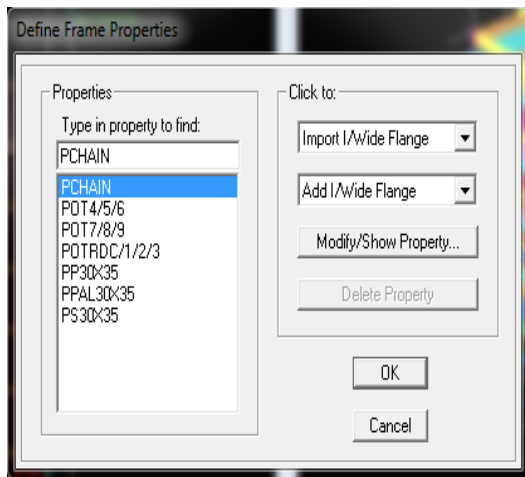 Define Frame Properties
Properties
Type in property to find:
PCHAIN
PCHAIN
POT4/5/6
POT7/8/9
POTRDC/1/2/3
PP30X35
PPAL30X35
PS30X35
Click to:
Import I/Wide Flange
Add I/Wide Flange
Modify/Show Property...
Delete Property
OK
Cancel